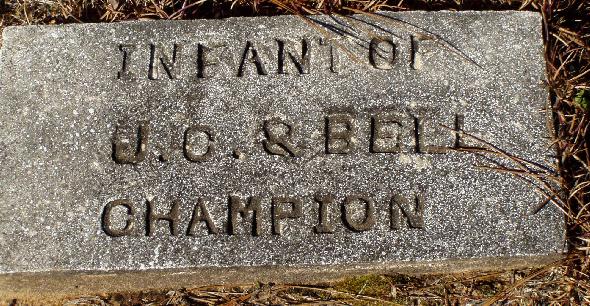 INFANT OF
J.C. & BELL
CHAMPION